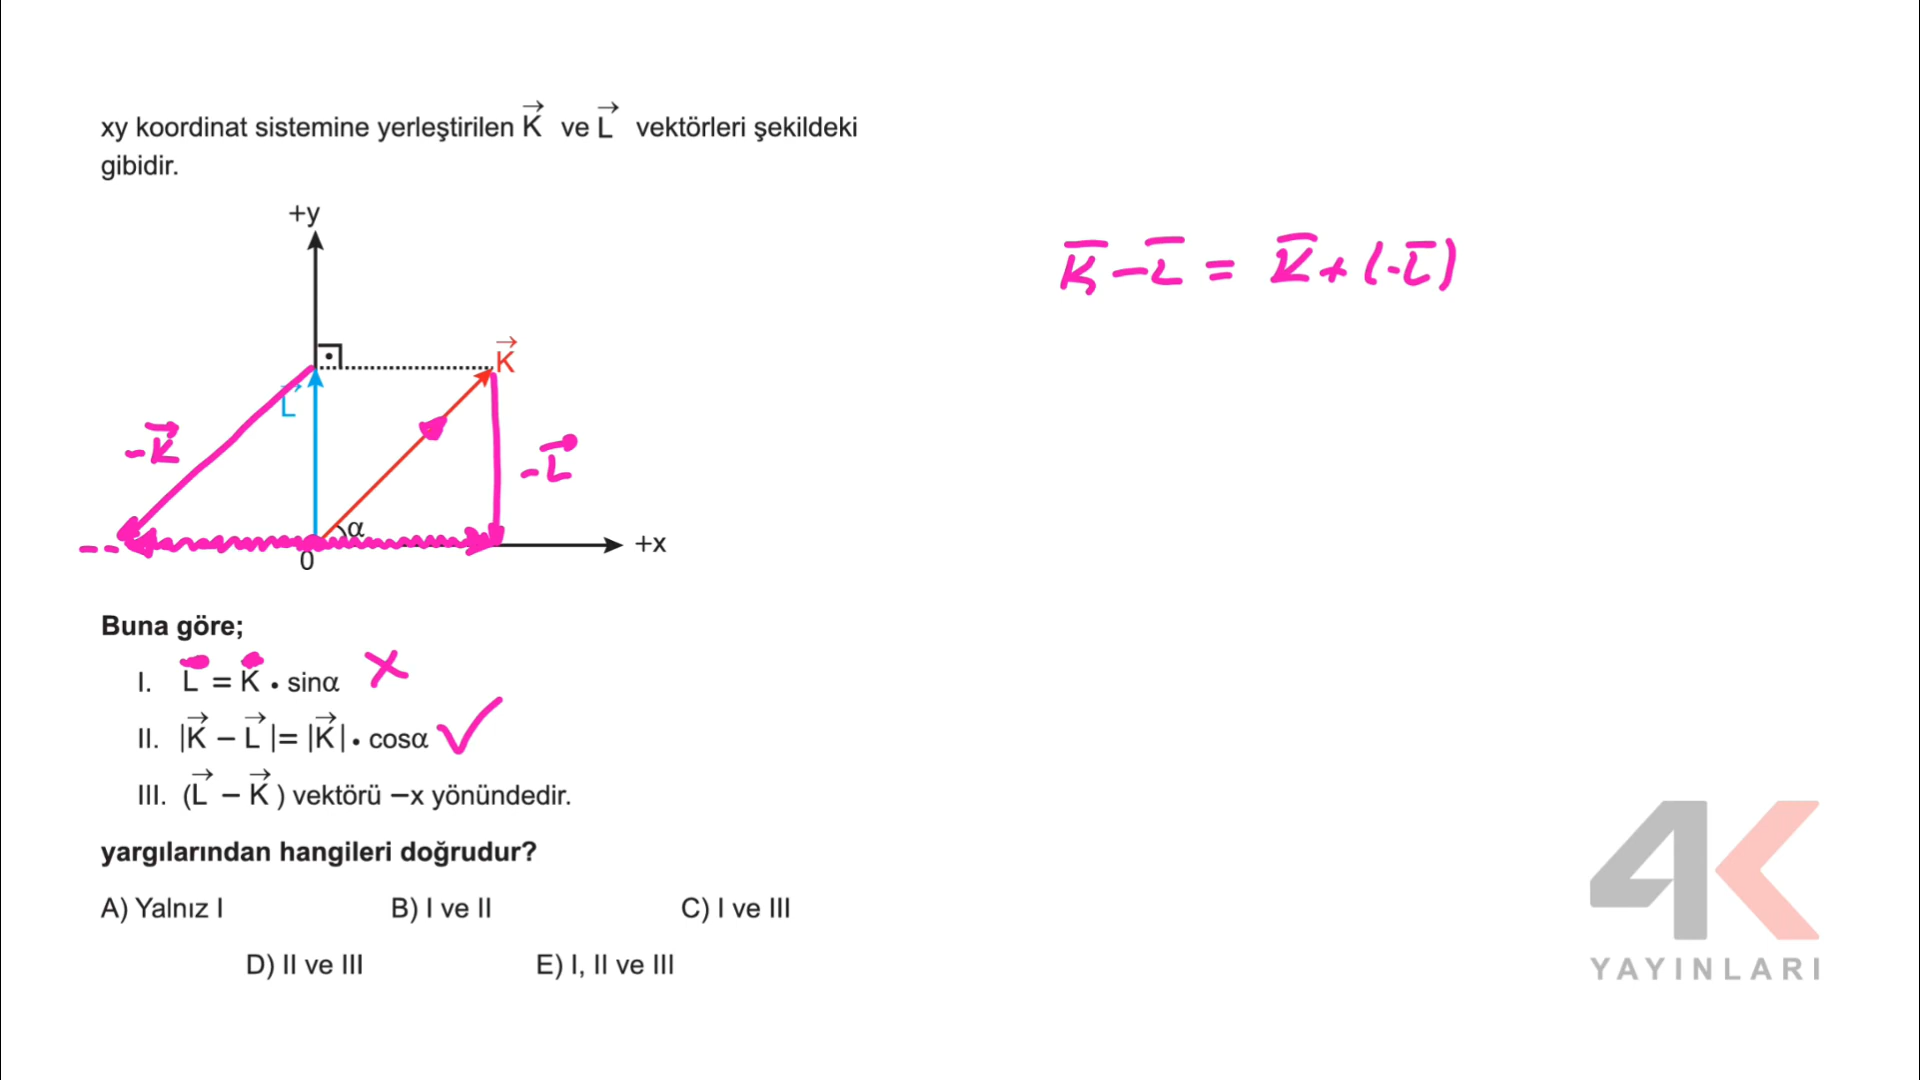 xy koordinat sistemine yerleştirilen K⃗ ve L⃗ vektörleri şekildeki
gibidir.
+y
K⃗
L⃗
-K⃗
-L⃗
α
0
+x
K̅-L̅ = K̅+(-L̅)
Buna göre;
I. L = K • sinα ✗
II. |K⃗ – L⃗|= |K⃗| • cosα ✓
III. (L⃗ – K⃗) vektörü –x yönündedir.
yargılarından hangileri doğrudur?
A) Yalnız I B) I ve II C) I ve III
D) II ve III E) I, II ve III
4K
YAYINLARI